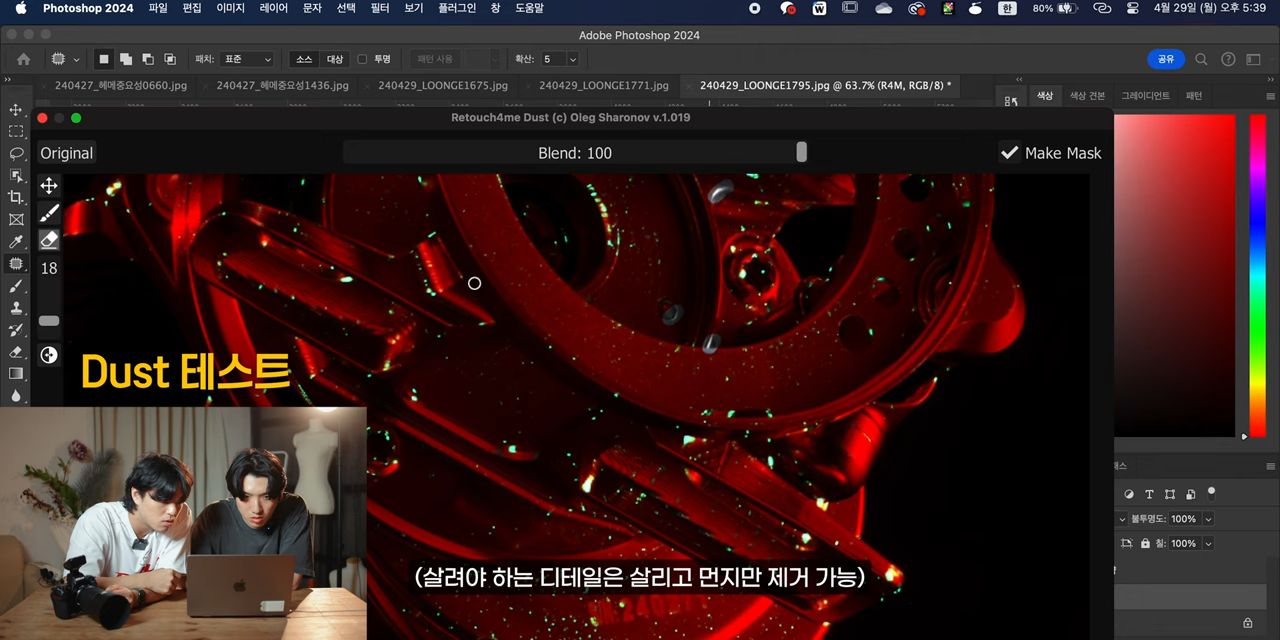 Photoshop 2024 파일 편집 이미지 레이어 문자 선택 필터 보기 플러그인 창 도움말 한 80% 4월 29일 (월) 오후 5:39
Adobe Photoshop 2024
패치: 표준 소스 대상 투명 패턴 사용 확산: 5 공유
240427_헤메중요성0660.jpg 240427_헤메중요성1436.jpg 240429_LOONGE1675.jpg 240429_LOONGE1771.jpg 240429_LOONGE1795.jpg @ 63.7% (R4M, RGB/8) * 색상 색상 견본 그레이디언트 패턴
Retouch4me Dust (c) Oleg Sharonov v.1.019
Original Blend: 100 Make Mask
18
Dust 테스트
패스
불투명도: 100%
칠: 100%
(살려야 하는 디테일은 살리고 먼지만 제거 가능)